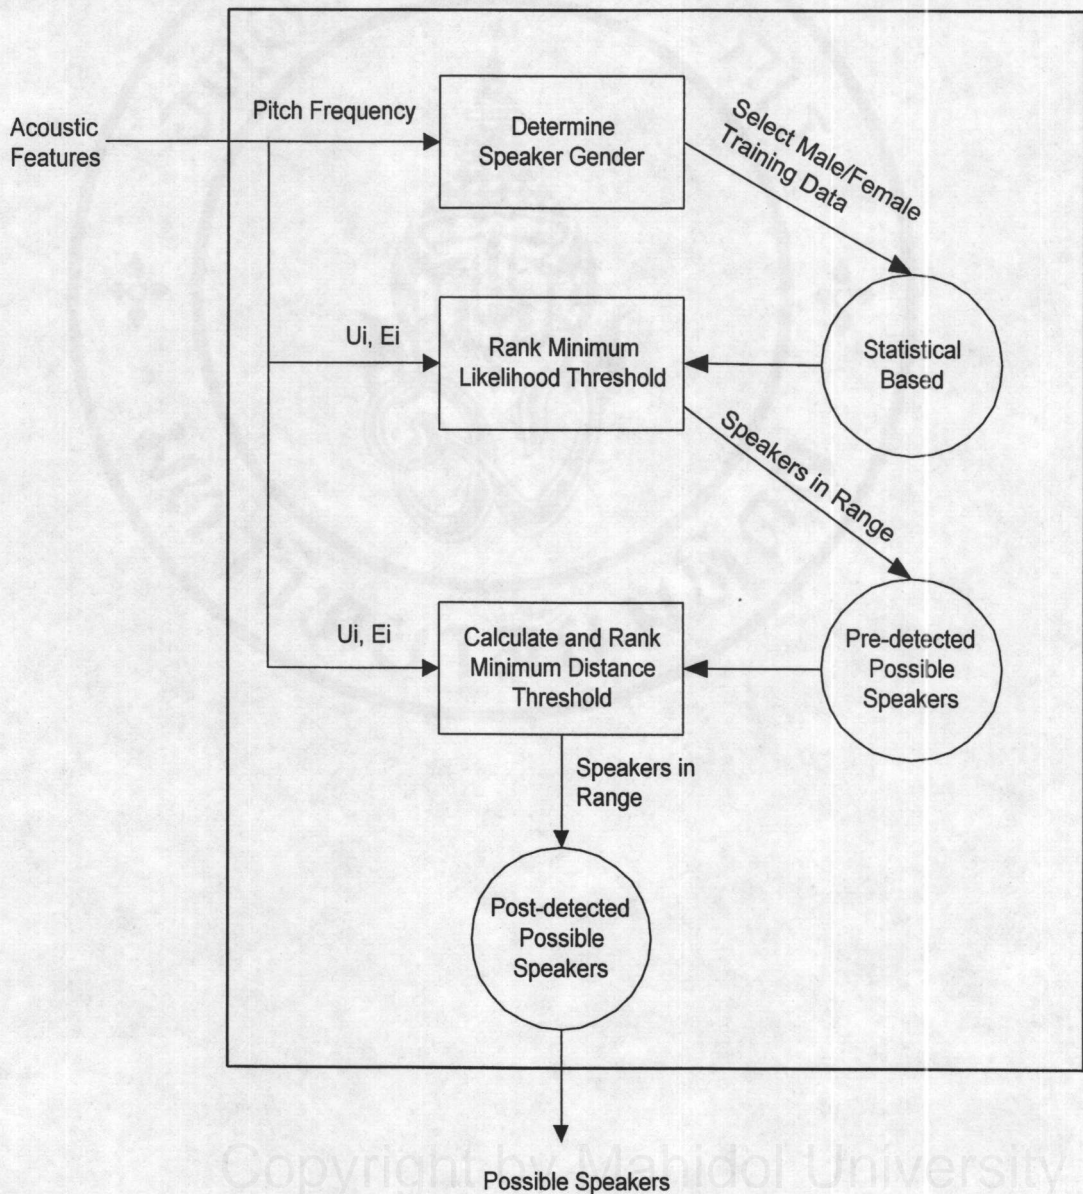 Acoustic
Features
Pitch Frequency
Determine
Speaker Gender
Select Male/Female
Training Data
Ui, Ei
Rank Minimum
Likelihood Threshold
Statistical
Based
Speakers in Range
Ui, Ei
Calculate and Rank
Minimum Distance
Threshold
Pre-detected
Possible
Speakers
Speakers in
Range
Post-detected
Possible
Speakers
Copyright by Mahidol University
Possible Speakers